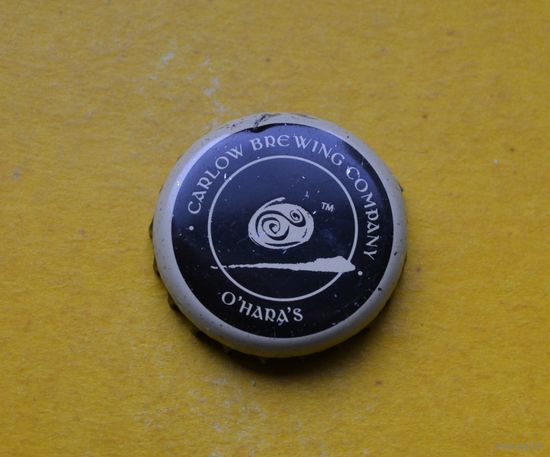 · CARLOW BREWING COMPANY ·
TM
O'HARA'S